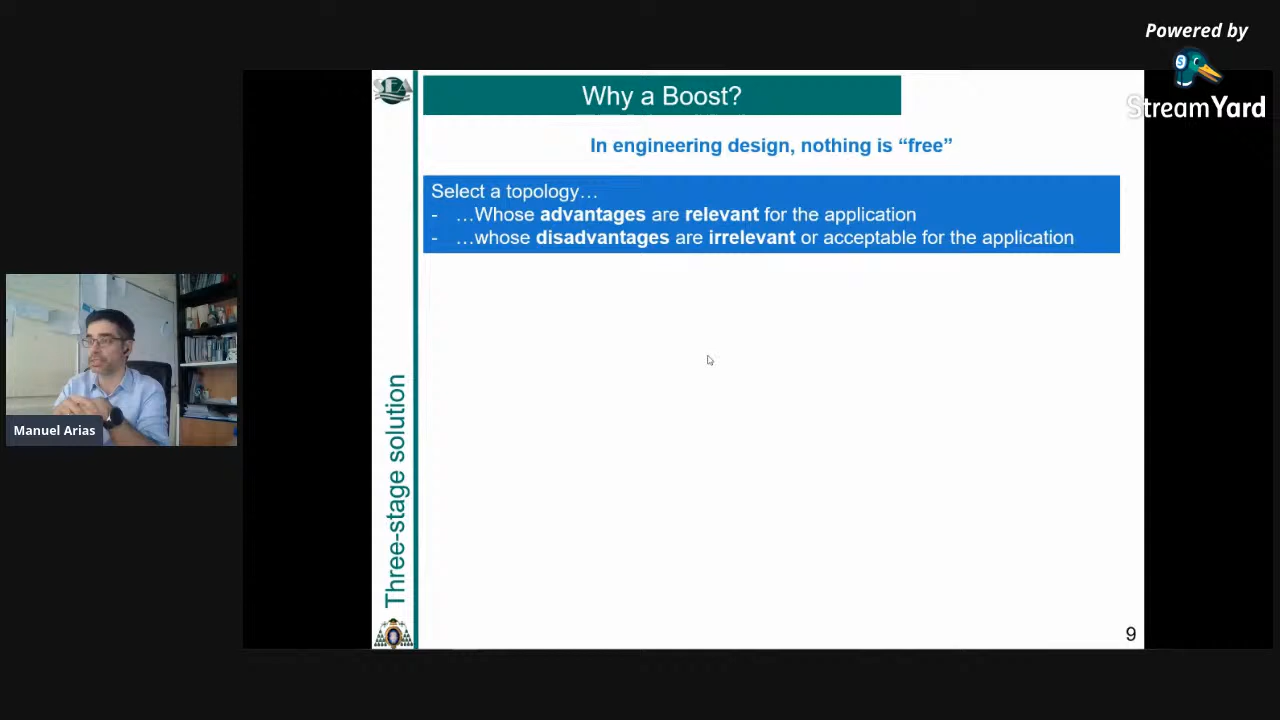 Powered by
StreamYard
SEA
Why a Boost?
In engineering design, nothing is “free”
Select a topology…
- …Whose advantages are relevant for the application
- …whose disadvantages are irrelevant or acceptable for the application
Three-stage solution
Manuel Arias
9